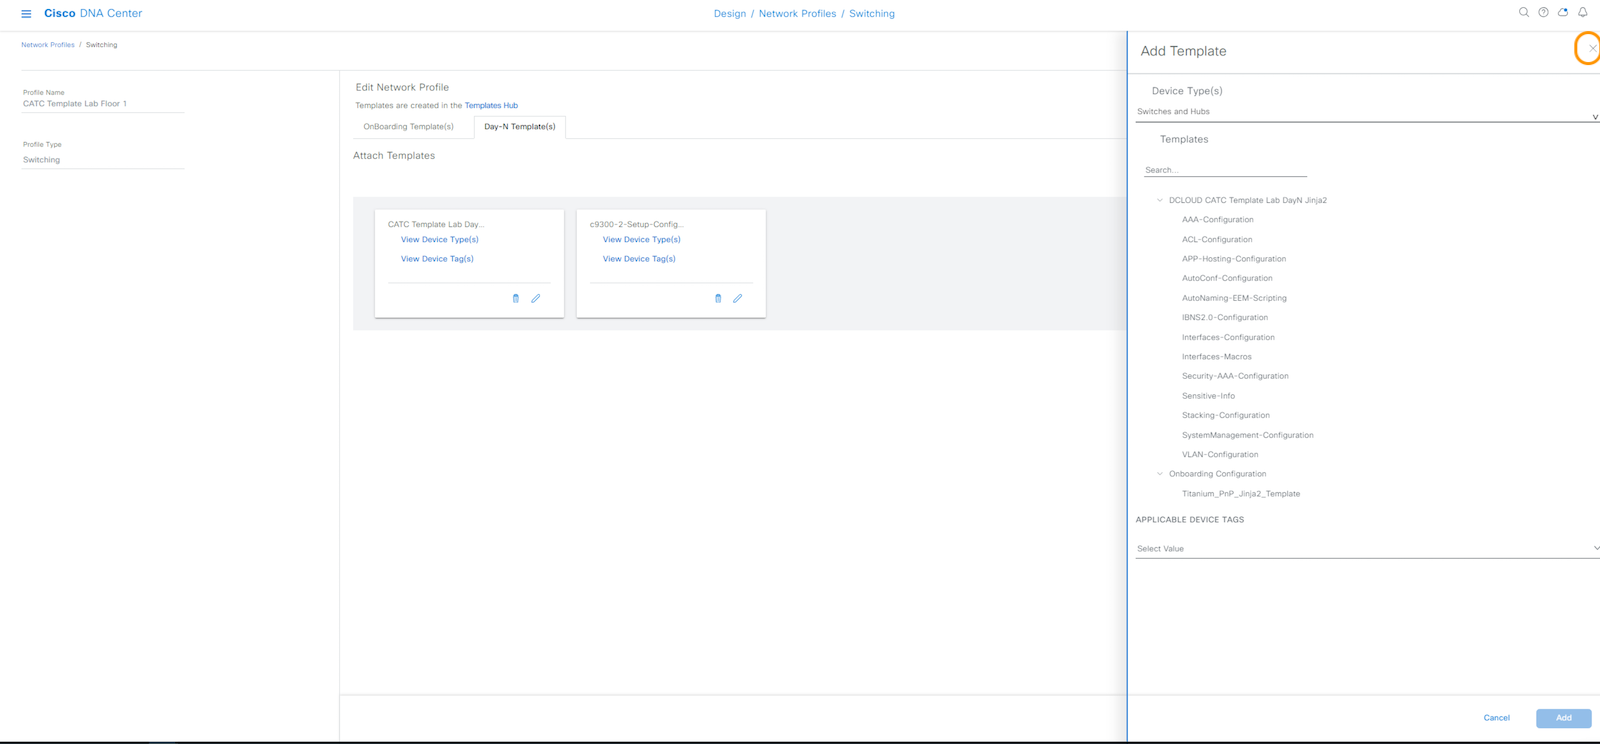 Cisco DNA Center
Design / Network Profiles / Switching
Network Profiles / Switching
Profile Name
CATC Template Lab Floor 1
Profile Type
Switching
Edit Network Profile
Templates are created in the Templates Hub
OnBoarding Template(s)
Day-N Template(s)
Attach Templates
CATC Template Lab Day...
View Device Type(s)
View Device Tag(s)
c9300-2-Setup-Config...
View Device Type(s)
View Device Tag(s)
Add Template
Device Type(s)
Switches and Hubs
Templates
Search...
DCLOUD CATC Template Lab DayN Jinja2
AAA-Configuration
ACL-Configuration
APP-Hosting-Configuration
AutoConf-Configuration
AutoNaming-EEM-Scripting
IBNS2.0-Configuration
Interfaces-Configuration
Interfaces-Macros
Security-AAA-Configuration
Sensitive-Info
Stacking-Configuration
SystemManagement-Configuration
VLAN-Configuration
Onboarding Configuration
Titanium_PnP_Jinja2_Template
APPLICABLE DEVICE TAGS
Select Value
Cancel
Add